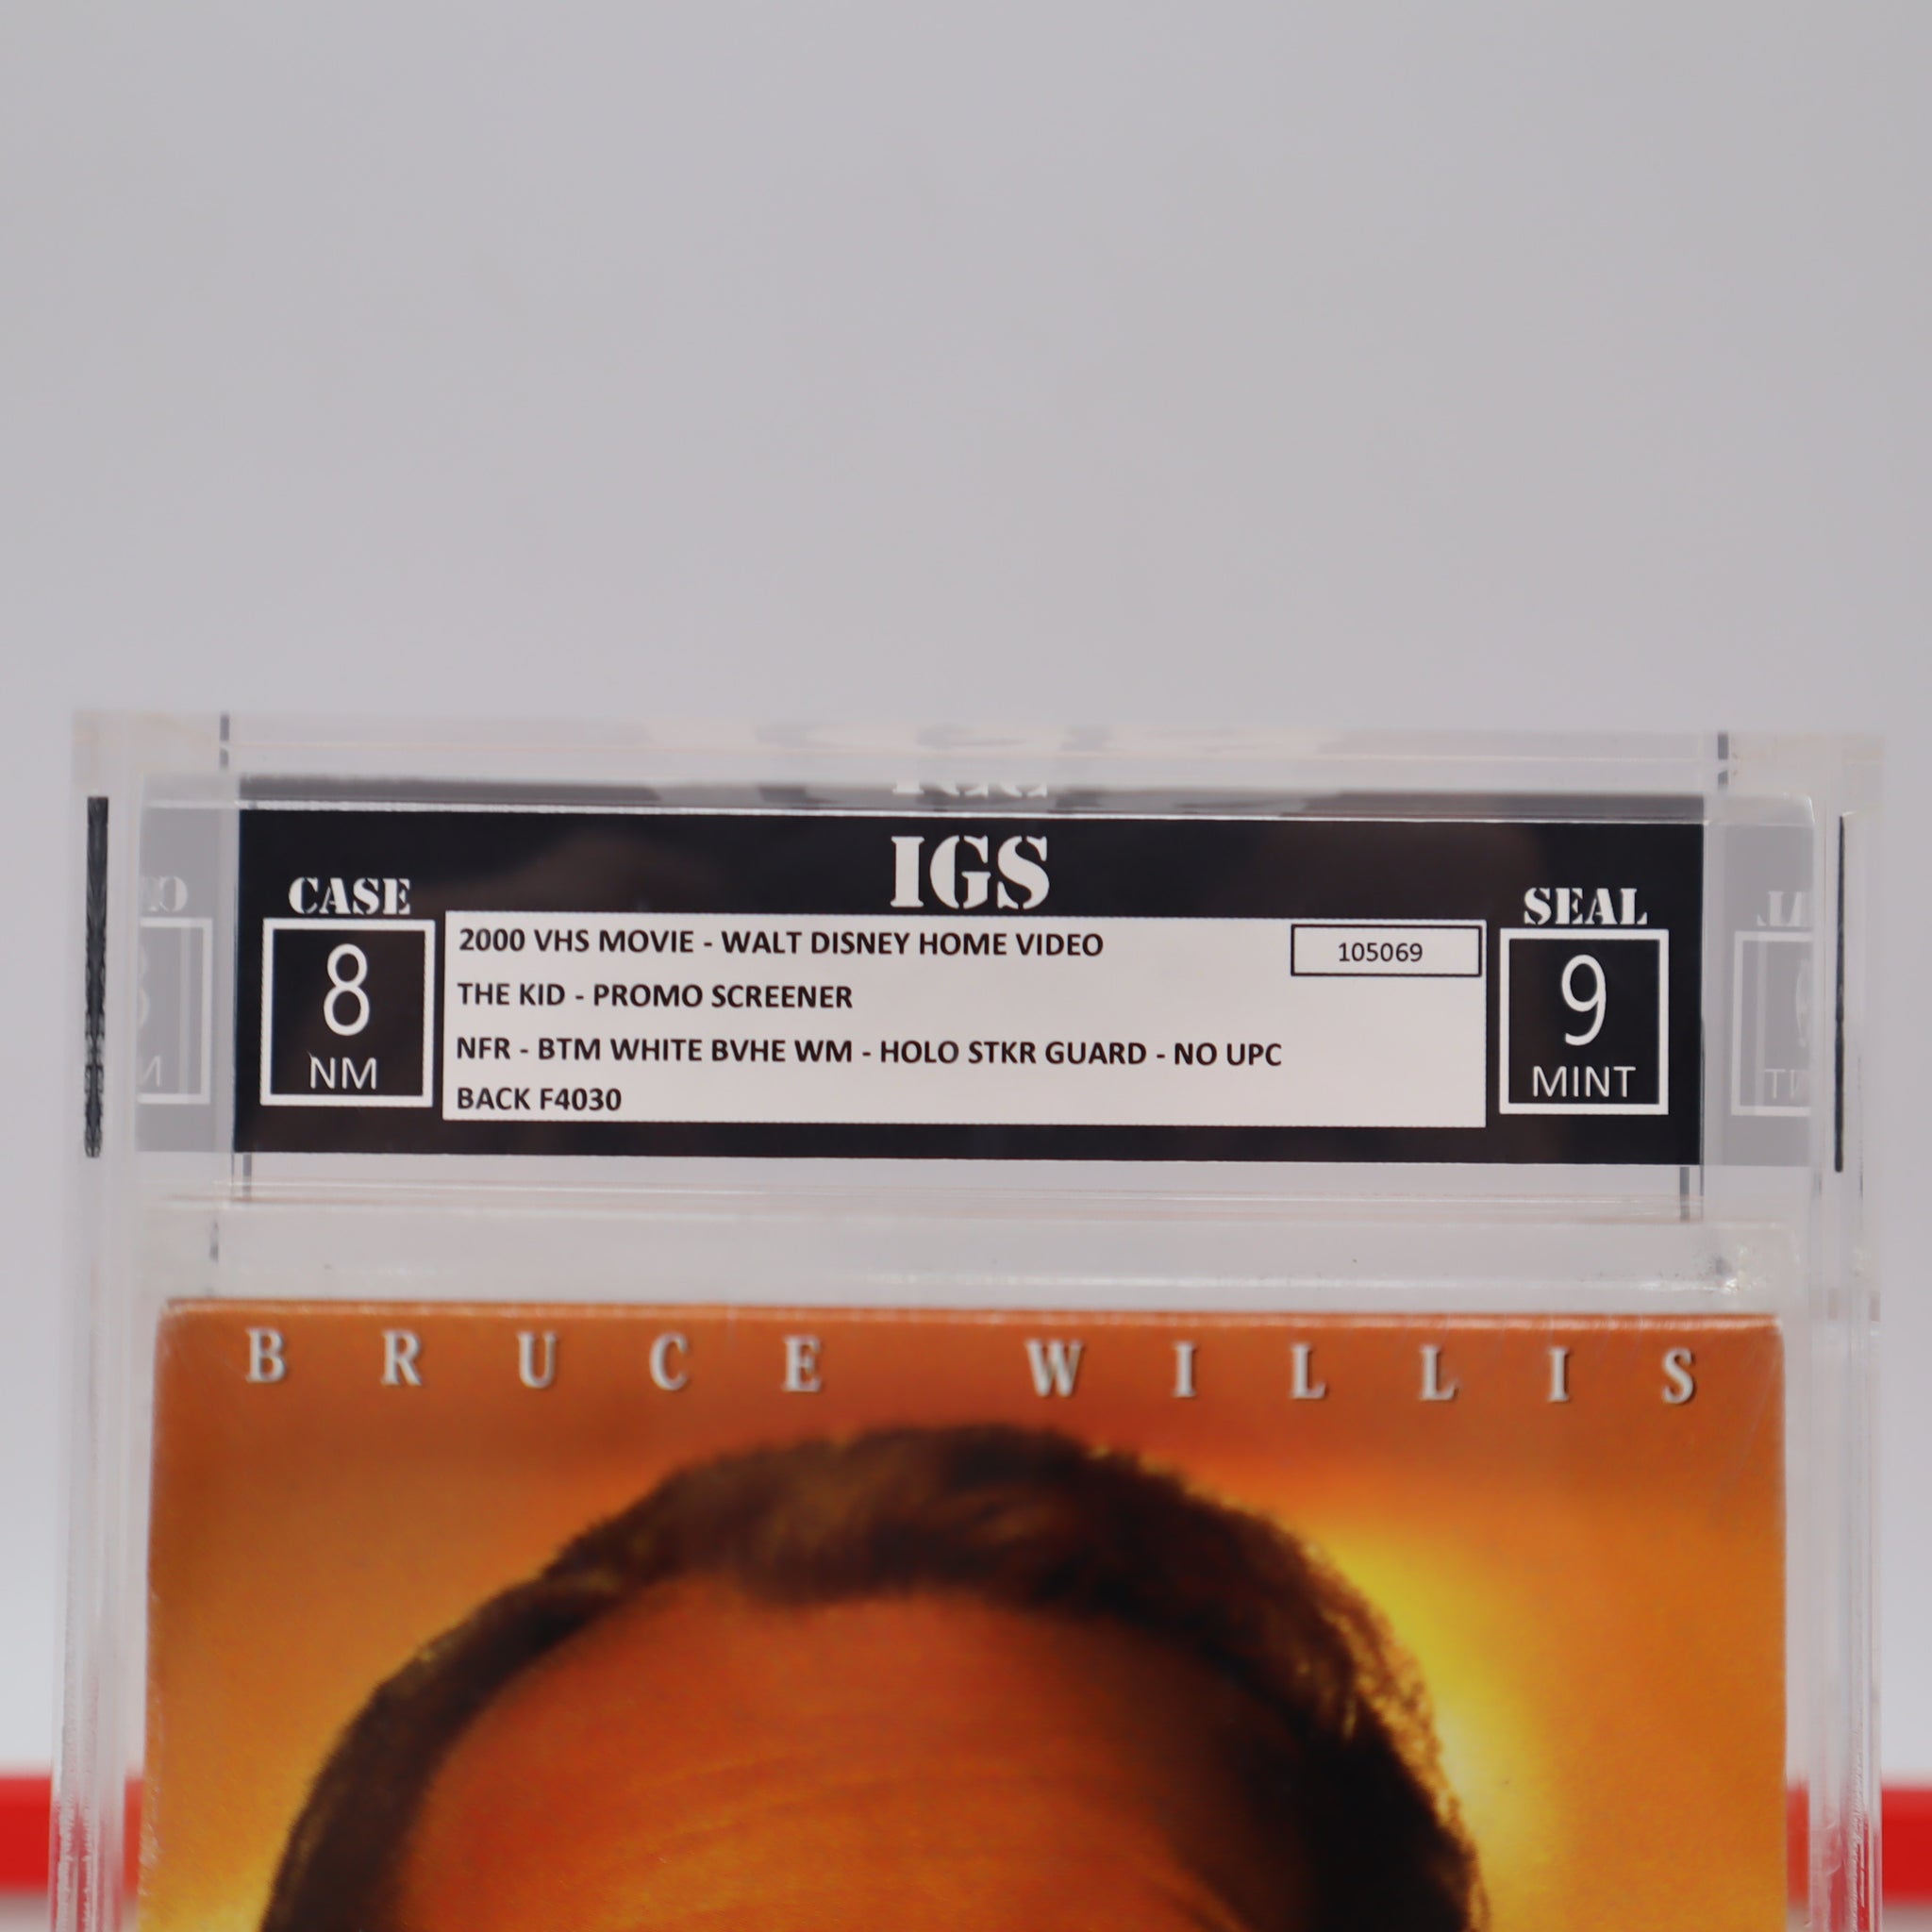 IGS
CASE
8
NM
2000 VHS MOVIE - WALT DISNEY HOME VIDEO
105069
THE KID - PROMO SCREENER
NFR - BTM WHITE BVHE WM - HOLO STKR GUARD - NO UPC
BACK F4030
SEAL
9
MINT
BRUCE WILLIS